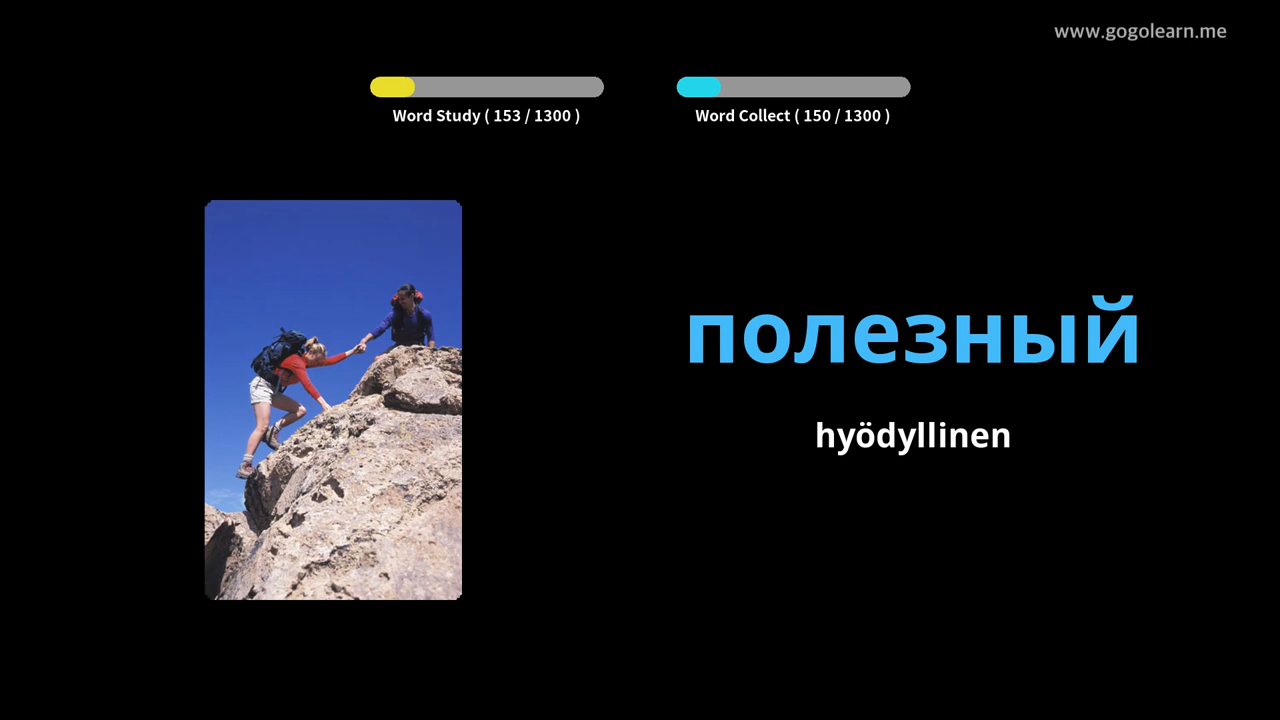 www.gogolearn.me
Word Study ( 153 / 1300 )
Word Collect ( 150 / 1300 )
полезный
hyödyllinen